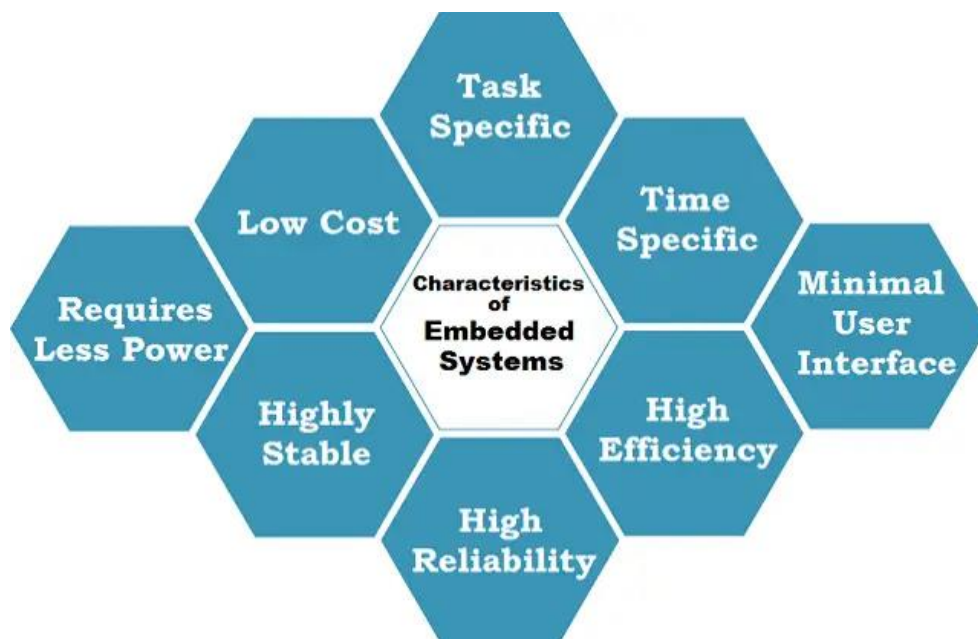 Task
Specific
Low Cost
Time
Specific
Characteristics
of
Embedded
Systems
Requires
Less Power
Minimal
User
Interface
Highly
Stable
High
Efficiency
High
Reliability